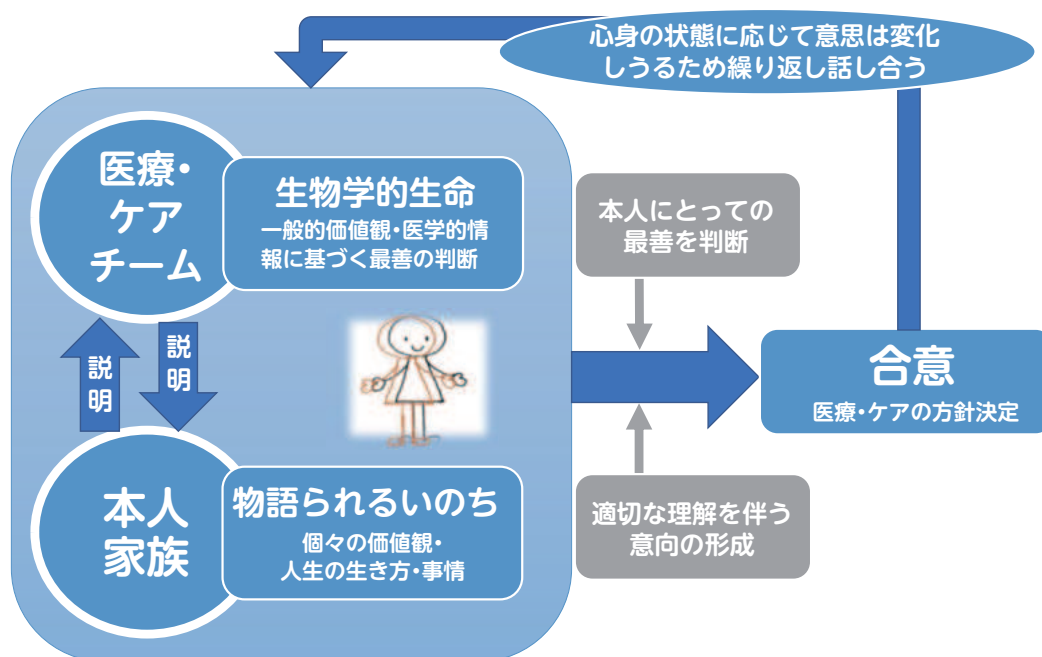 心身の状態に応じて意思は変化
しうるため繰り返し話し合う
医療・
ケア
チーム
生物学的生命
一般的価値観・医学的情
報に基づく最善の判断
本人にとっての
最善を判断
説明
説明
合意
医療・ケアの方針決定
本人
家族
物語られるいのち
個々の価値観・
人生の生き方・事情
適切な理解を伴う
意向の形成